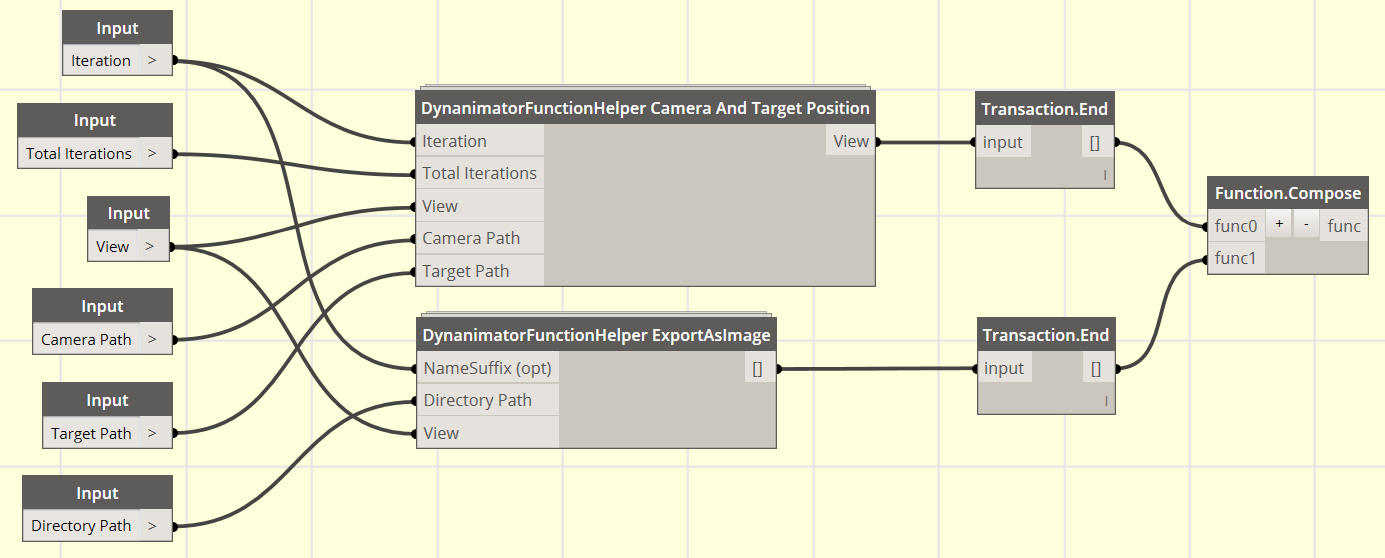 Input
Iteration >
Input
Total Iterations >
Input
View >
Input
Camera Path >
Input
Target Path >
Input
Directory Path >
DynanimatorFunctionHelper Camera And Target Position
Iteration View
Total Iterations
View
Camera Path
Target Path
DynanimatorFunctionHelper ExportAsImage
NameSuffix (opt) []
Directory Path
View
Transaction.End
input []
I
Transaction.End
input []
I
Function.Compose
func0 + - func
func1